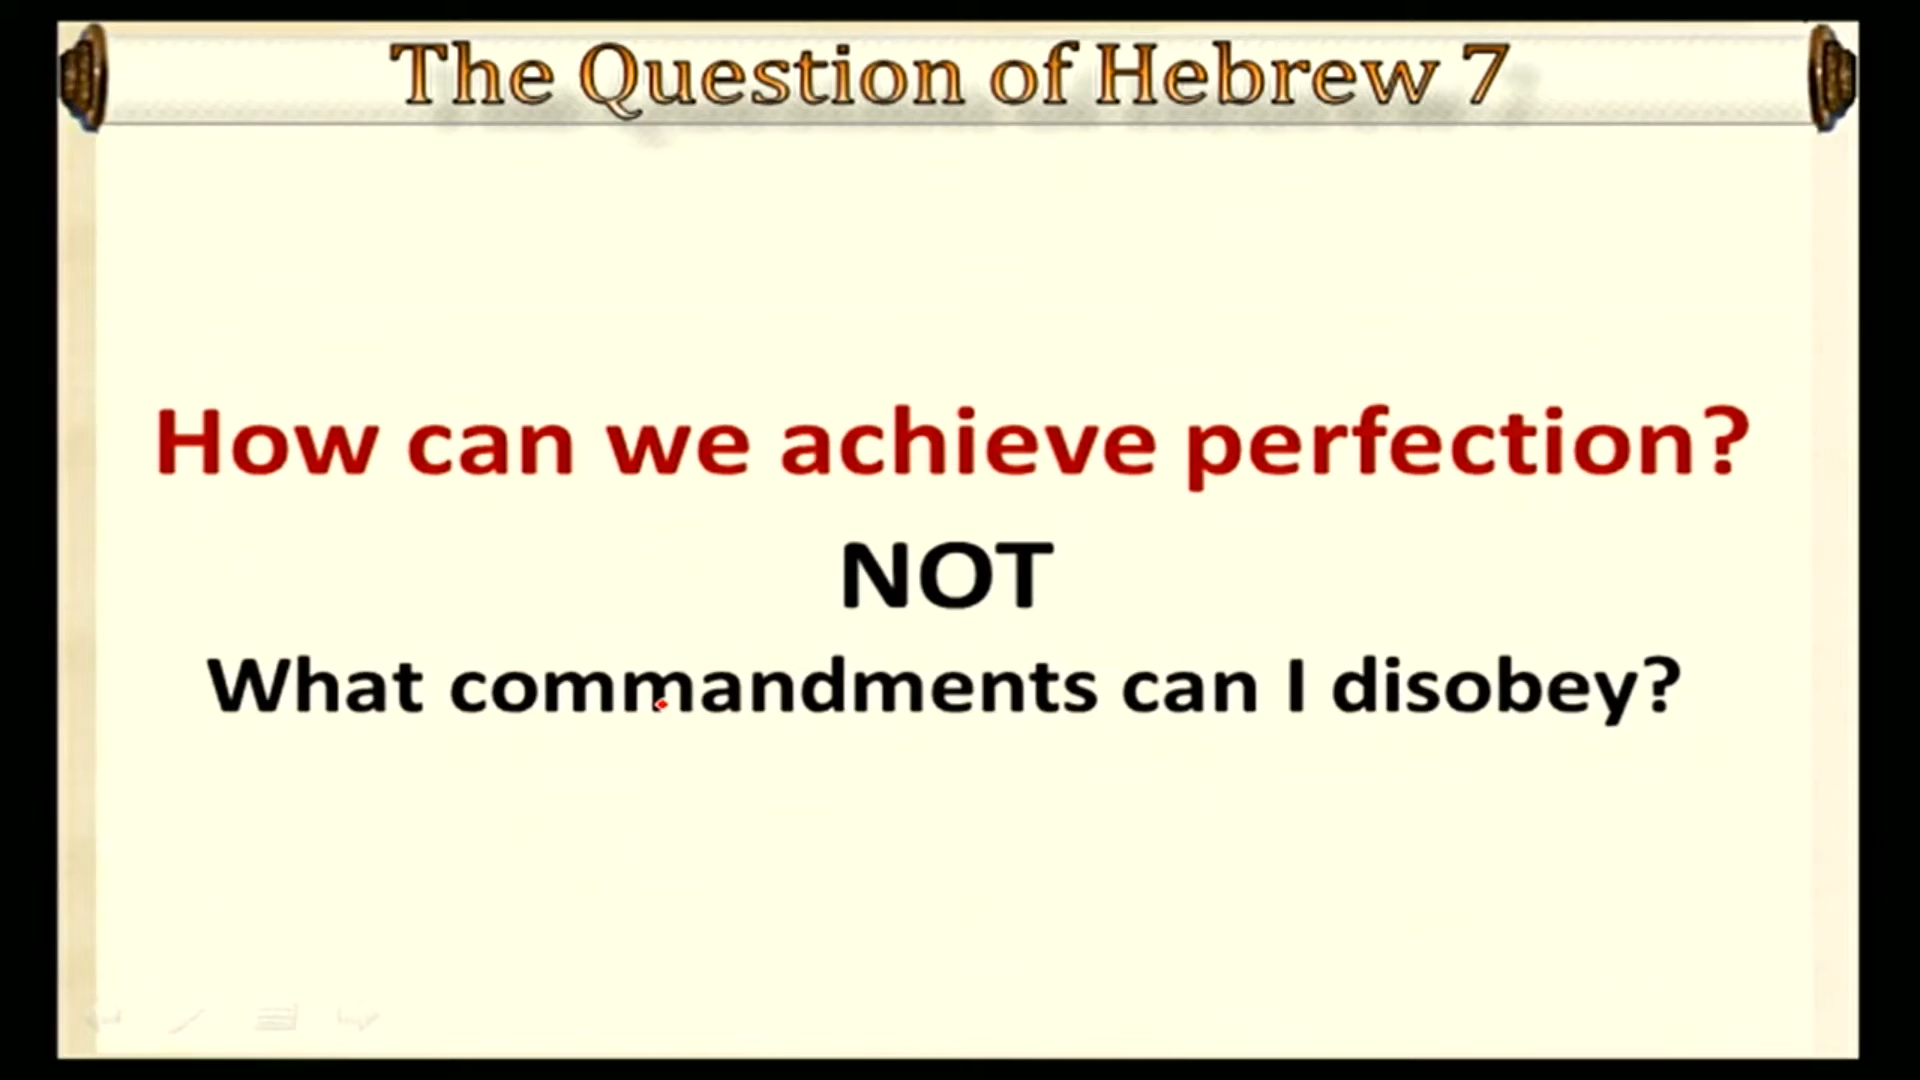 The Question of Hebrew 7
How can we achieve perfection?
NOT
What commandments can I disobey?